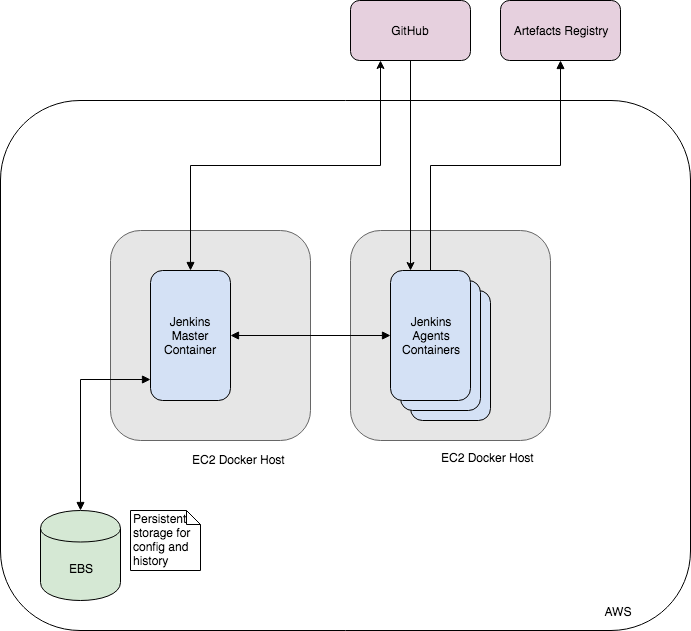 GitHub
Artefacts Registry
Jenkins
Master
Container
Jenkins
Agents
Containers
EC2 Docker Host
EC2 Docker Host
Persistent
storage for
config and
history
EBS
AWS